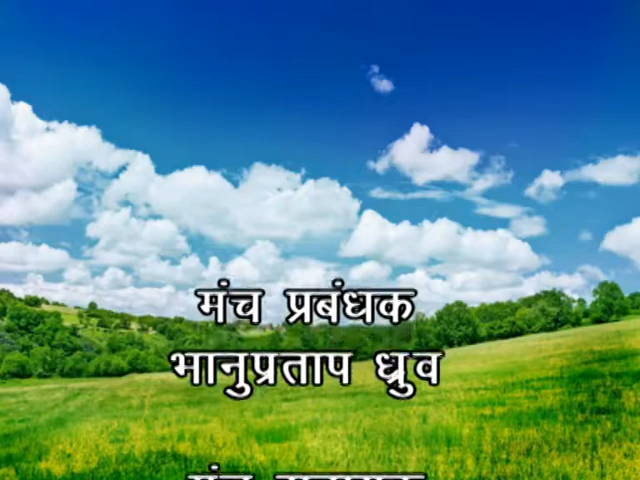 मंच प्रबंधक
भानुप्रताप ध्रुव
मंच